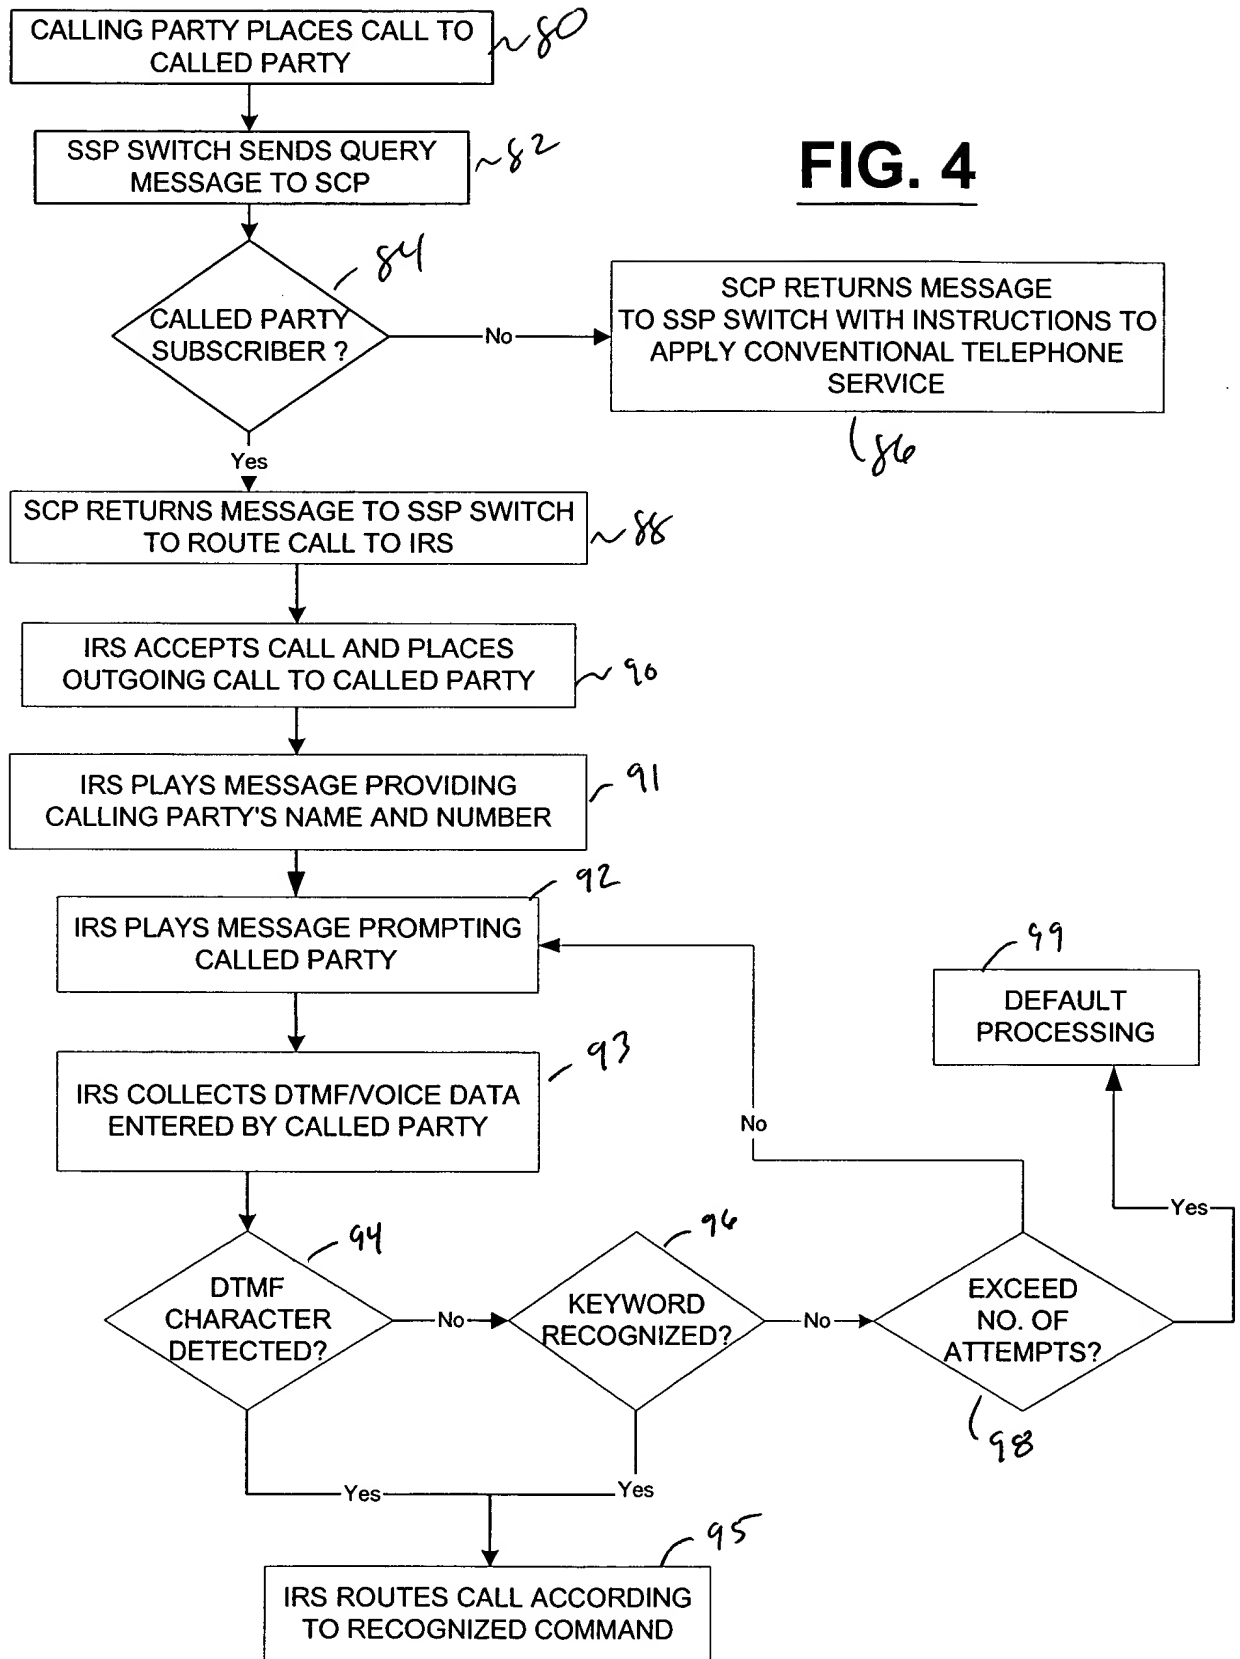 CALLING PARTY PLACES CALL TO
CALLED PARTY
~80
SSP SWITCH SENDS QUERY
MESSAGE TO SCP
~82
FIG. 4
84
CALLED PARTY
SUBSCRIBER ?
No
SCP RETURNS MESSAGE
TO SSP SWITCH WITH INSTRUCTIONS TO
APPLY CONVENTIONAL TELEPHONE
SERVICE
86
Yes
SCP RETURNS MESSAGE TO SSP SWITCH
TO ROUTE CALL TO IRS
~88
IRS ACCEPTS CALL AND PLACES
OUTGOING CALL TO CALLED PARTY
~90
IRS PLAYS MESSAGE PROVIDING
CALLING PARTY'S NAME AND NUMBER
91
92
IRS PLAYS MESSAGE PROMPTING
CALLED PARTY
99
DEFAULT
PROCESSING
93
IRS COLLECTS DTMF/VOICE DATA
ENTERED BY CALLED PARTY
No
Yes
94
DTMF
CHARACTER
DETECTED?
No
96
KEYWORD
RECOGNIZED?
No
EXCEED
NO. OF
ATTEMPTS?
98
Yes
Yes
95
IRS ROUTES CALL ACCORDING
TO RECOGNIZED COMMAND